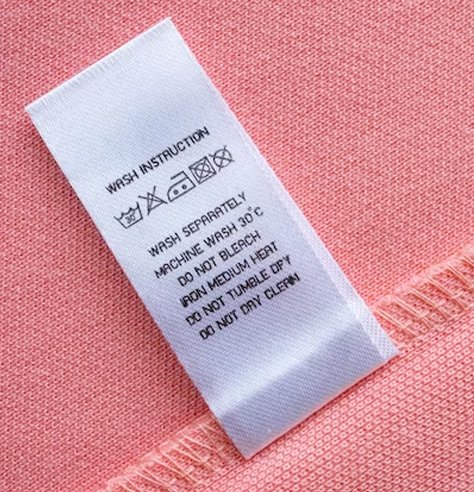 WASH INSTRUCTION
30°
WASH SEPARATELY
MACHINE WASH 30°C
DO NOT BLEACH
IRON MEDIUM HEAT
DO NOT TUMBLE DRY
DO NOT DRY CLEAN